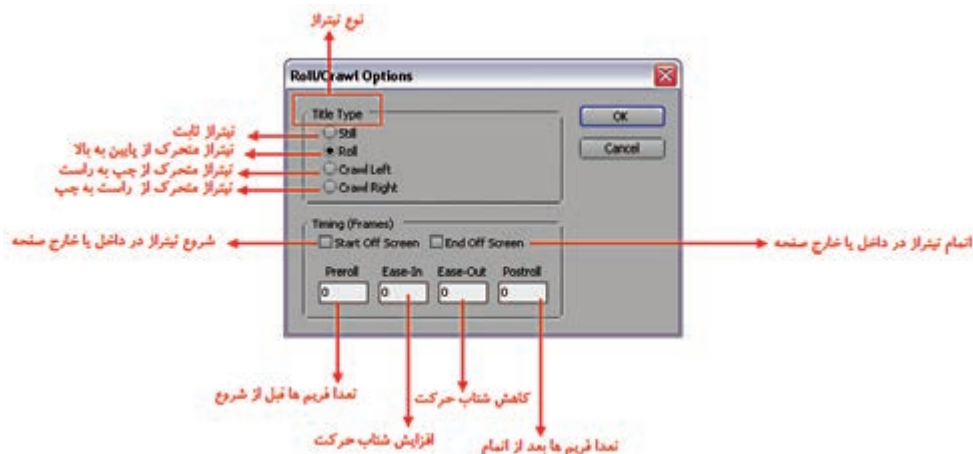 نوع تیتراژ
Roll/Crawl Options
Title Type
OK
تیتراژ ثابت
Still
تیتراژ متحرک از پایین به بالا
Roll
Cancel
تیتراژ متحرک از چپ به راست
Crawl Left
تیتراژ متحرک از راست به چپ
Crawl Right
Timing (Frames)
شروع تیتراژ در داخل یا خارج صفحه
Start Off Screen
End Off Screen
اتمام تیتراژ در داخل یا خارج صفحه
Preroll Ease-In Ease-Out Postroll
0 0 0 0
تعدا فریم ها قبل از شروع
کاهش شتاب حرکت
افزایش شتاب حرکت
تعدا فریم ها بعد از اتمام